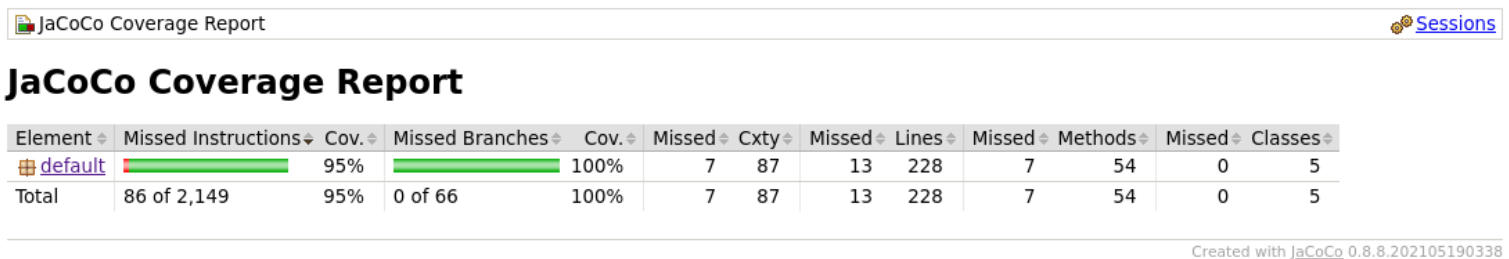 JaCoCo Coverage Report Sessions
JaCoCo Coverage Report
Element Missed Instructions Cov. Missed Branches Cov. Missed Cxty Missed Lines Missed Methods Missed Classes
default 95% 100% 7 87 13 228 7 54 0 5
Total 86 of 2,149 95% 0 of 66 100% 7 87 13 228 7 54 0 5
Created with JaCoCo 0.8.8.202105190338